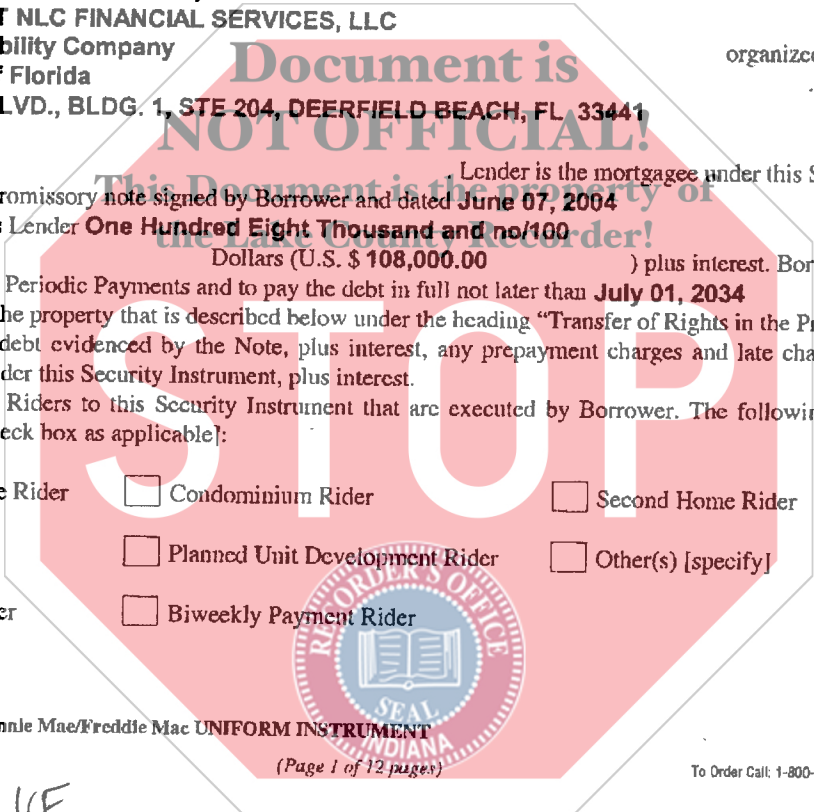 T NLC FINANCIAL SERVICES, LLC
bility Company
organize
Florida
LVD., BLDG. 1, STE 204, DEERFIELD BEACH, FL 33441
Document is
NOT OFFICIAL!
This Document is the property of
the Lake County Recorder!
. Lender is the mortgagee under this S
romissory note signed by Borrower and dated June 07, 2004
Lender One Hundred Eight Thousand and no/100
Dollars (U.S. $ 108,000.00 ) plus interest. Bor
Periodic Payments and to pay the debt in full not later than July 01, 2034
he property that is described below under the heading “Transfer of Rights in the Pr
debt evidenced by the Note, plus interest, any prepayment charges and late cha
der this Security Instrument, plus interest.
Riders to this Security Instrument that are executed by Borrower. The followin
eck box as applicable]:
STOP
e Rider Condominium Rider Second Home Rider
Planned Unit Development Rider Other(s) [specify]
er Biweekly Payment Rider
RECORDER'S OFFICE
SEAL
INDIANA
nnie Mae/Freddie Mac UNIFORM INSTRUMENT
(Page 1 of 12 pages)
To Order Call: 1-800-